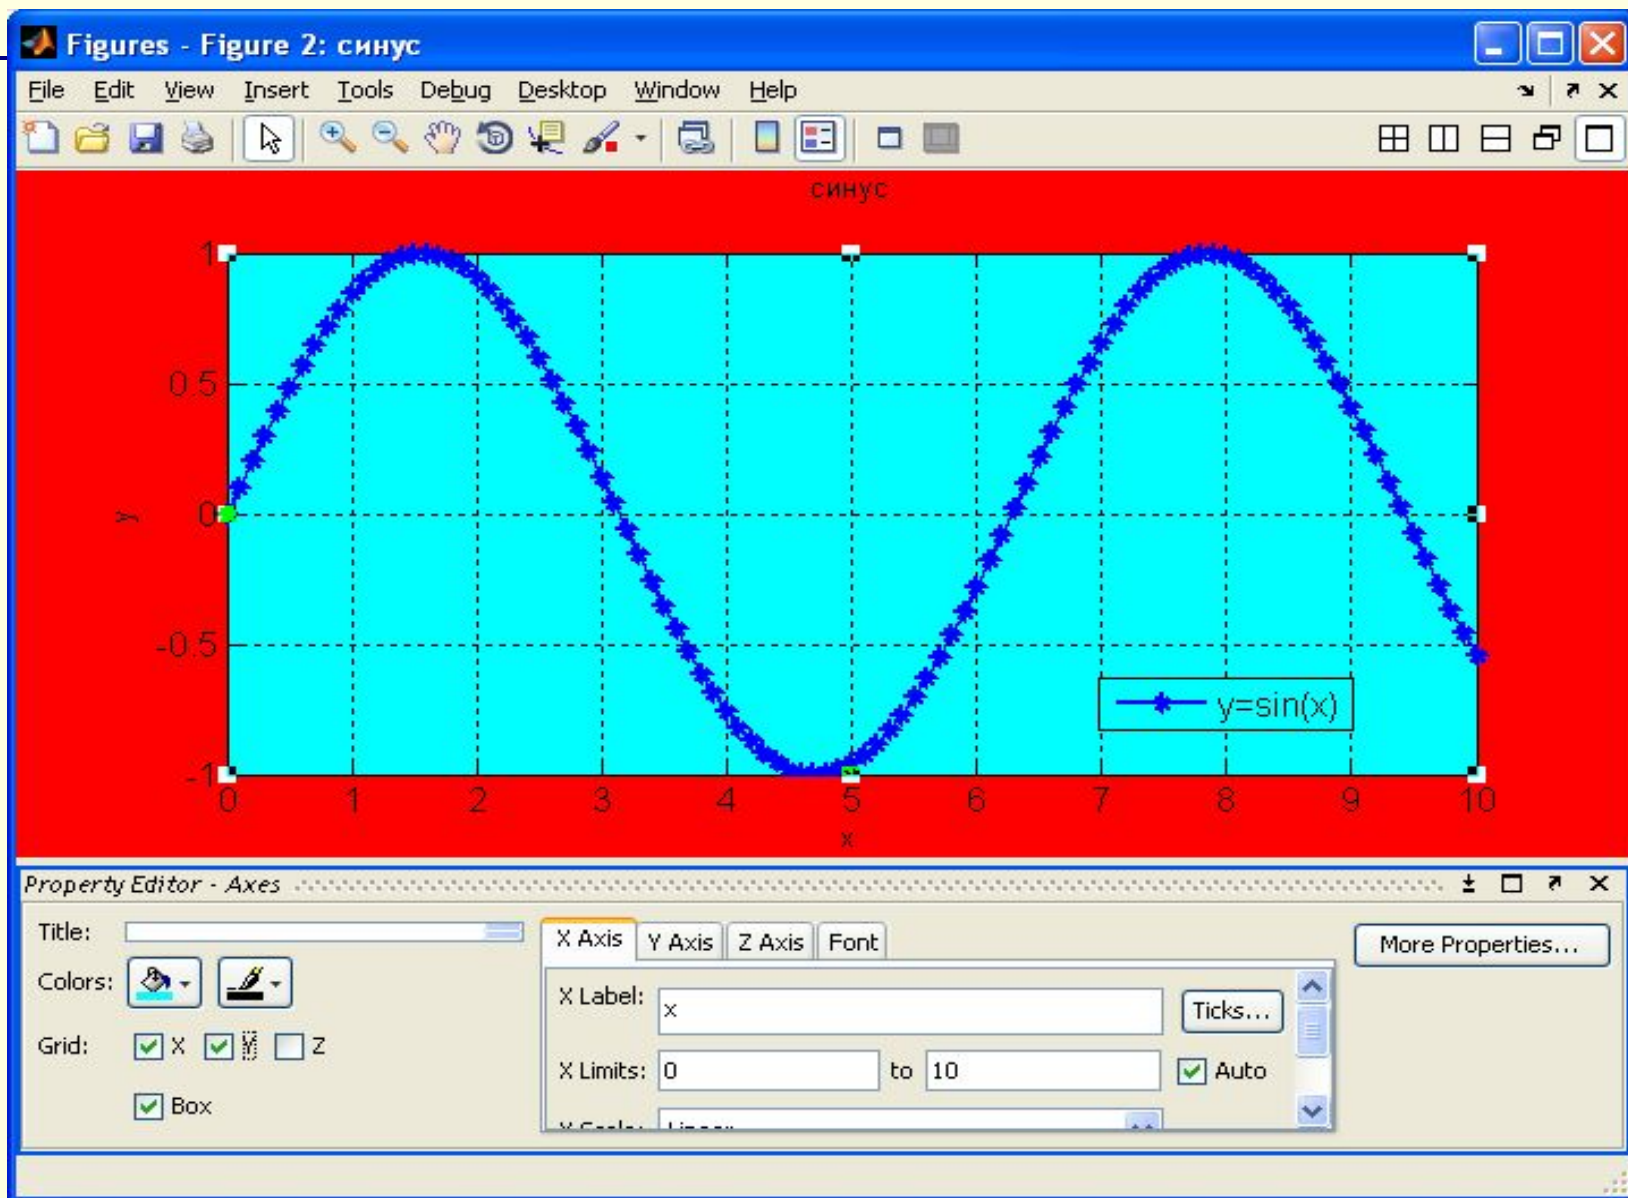 Figures - Figure 2: синус
File Edit View Insert Tools Debug Desktop Window Help
синус
1
0.5
0
-0.5
-1
y
y=sin(x)
0 1 2 3 4 5 6 7 8 9 10
x
Property Editor - Axes
Title:
Colors:
Grid: X Y Z
Box
X Axis Y Axis Z Axis Font
X Label: x Ticks...
X Limits: 0 to 10 Auto
X Scale: Linear
More Properties...